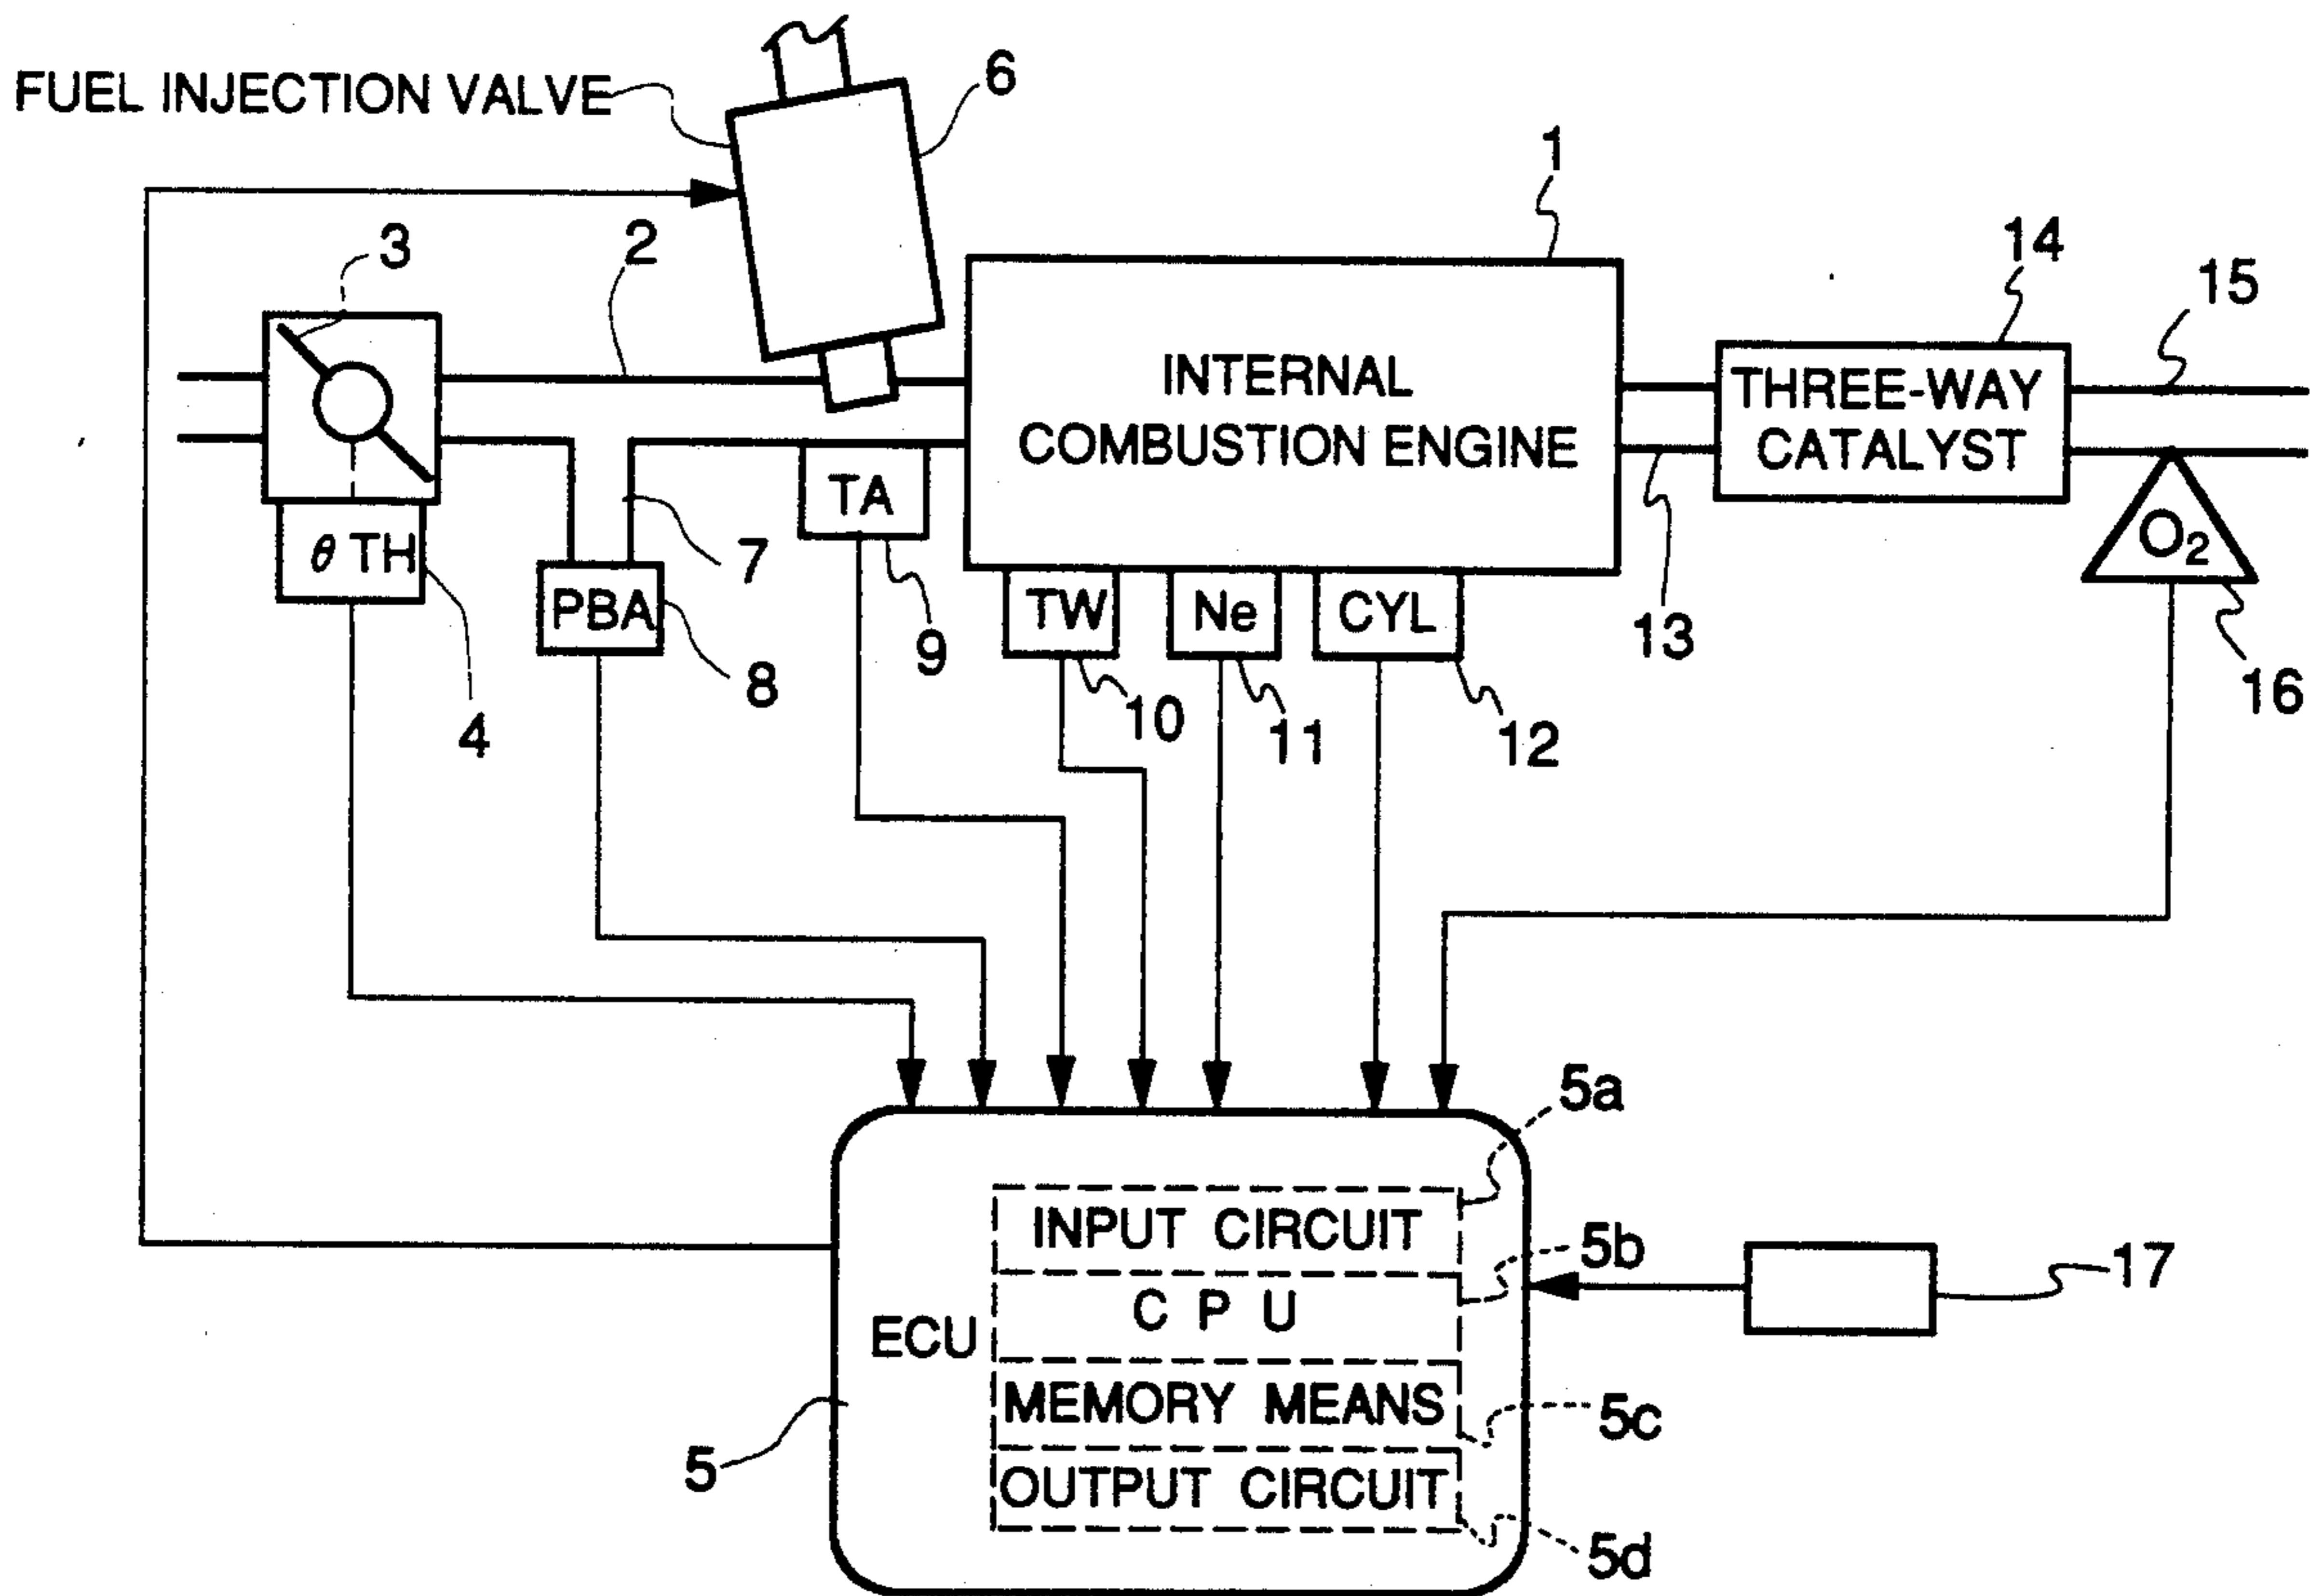 FUEL INJECTION VALVE
6
1
3
2
14
15
INTERNAL
COMBUSTION ENGINE
THREE-WAY
CATALYST
θ TH
TA
7
PBA
O₂
TW
Ne
CYL
4
8
9
10
11
12
13
16
5a
INPUT CIRCUIT
5b
C P U
17
ECU
MEMORY MEANS
5c
5
OUTPUT CIRCUIT
5d